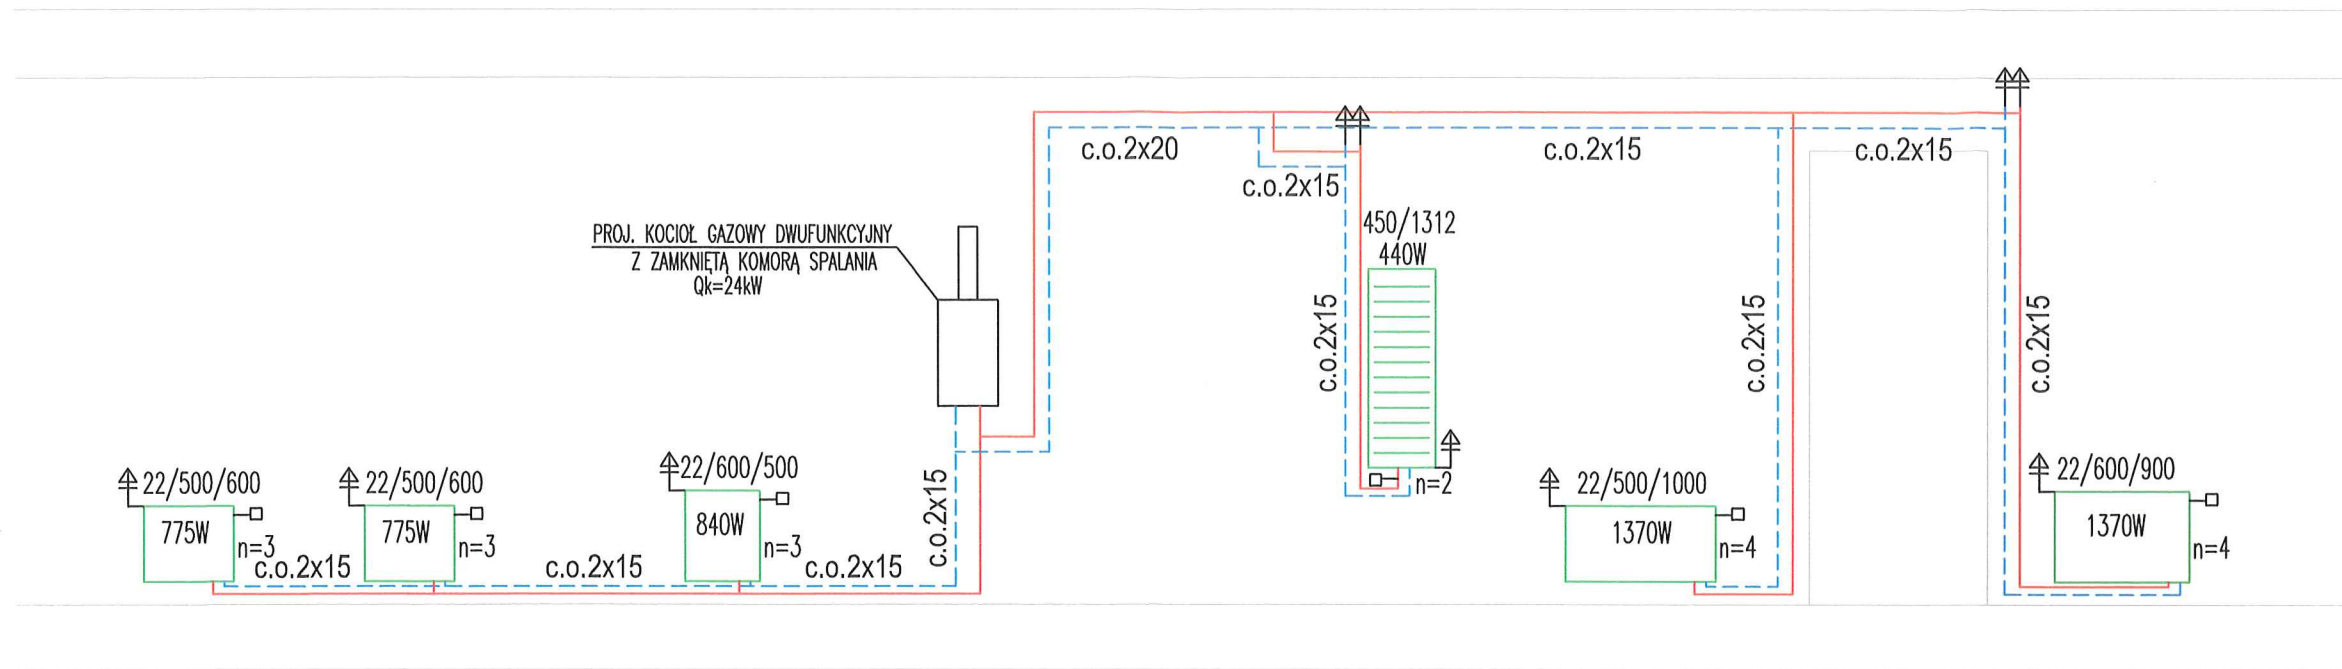 c.o.2x20
c.o.2x15
c.o.2x15
c.o.2x15
PROJ. KOCIOŁ GAZOWY DWUFUNKCYJNY
Z ZAMKNIĘTĄ KOMORĄ SPALANIA
Qk=24kW
450/1312
440W
c.o.2x15
c.o.2x15
c.o.2x15
n=2
22/500/600
775W
n=3
c.o.2x15
22/500/600
775W
n=3
c.o.2x15
22/600/500
840W
n=3
c.o.2x15
c.o.2x15
22/500/1000
1370W
n=4
22/600/900
1370W
n=4